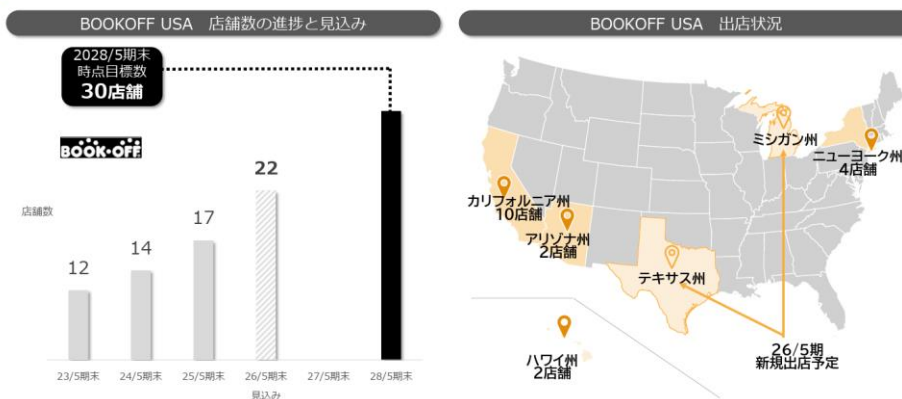 BOOKOFF USA 店舗数の進捗と見込み
2028/5期末
時点目標数
30店舗
BOOK・OFF
店舗数
12
14
17
22
23/5期末
24/5期末
25/5期末
26/5期末
27/5期末
28/5期末
見込み
BOOKOFF USA 出店状況
ミシガン州
ニューヨーク州
4店舗
カリフォルニア州
10店舗
アリゾナ州
2店舗
テキサス州
ハワイ州
2店舗
26/5期
新規出店予定